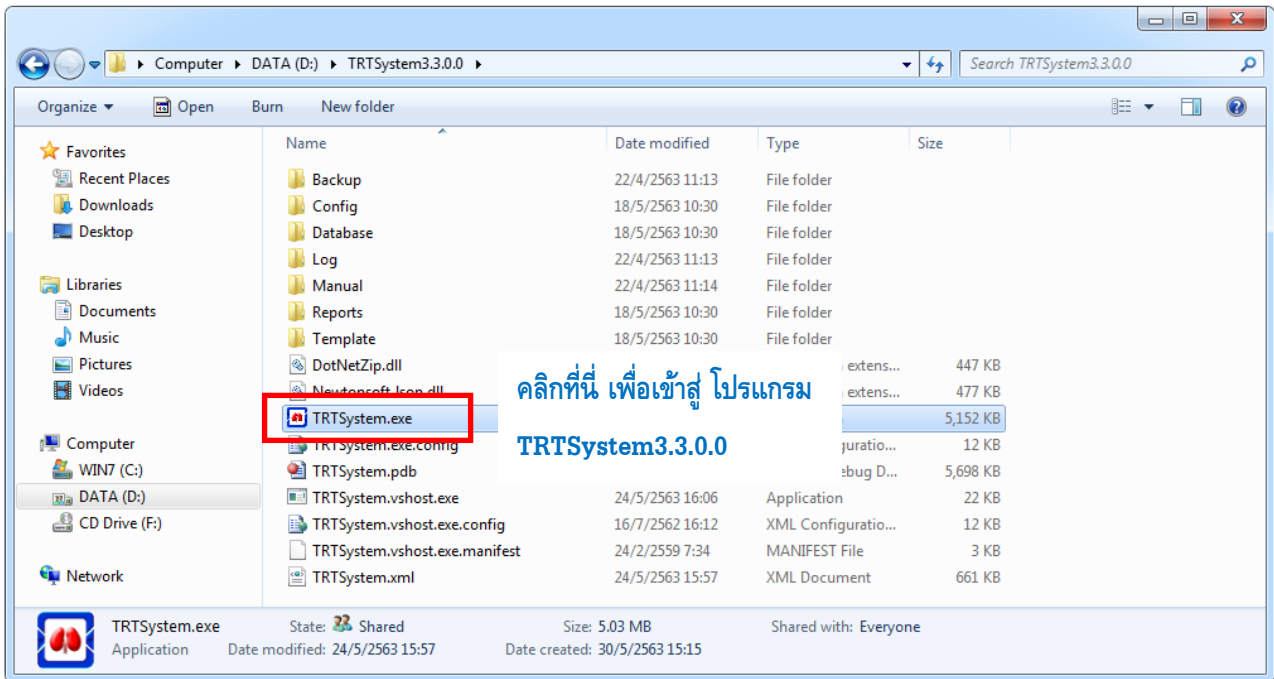 Computer ▸ DATA (D:) ▸ TRTSystem3.3.0.0 ▸
Search TRTSystem3.3.0.0
Organize Open Burn New folder
Favorites
Recent Places
Downloads
Desktop
Libraries
Documents
Music
Pictures
Videos
Computer
WIN7 (C:)
DATA (D:)
CD Drive (F:)
Network
Name Date modified Type Size
Backup 22/4/2563 11:13 File folder
Config 18/5/2563 10:30 File folder
Database 18/5/2563 10:30 File folder
Log 22/4/2563 11:13 File folder
Manual 22/4/2563 11:14 File folder
Reports 18/5/2563 10:30 File folder
Template 18/5/2563 10:30 File folder
DotNetZip.dll extens... 447 KB
Newtonsoft.Json.dll extens... 477 KB
TRTSystem.exe 5,152 KB
TRTSystem.exe.config guratio... 12 KB
TRTSystem.pdb ebug D... 5,698 KB
TRTSystem.vshost.exe 24/5/2563 16:06 Application 22 KB
TRTSystem.vshost.exe.config 16/7/2562 16:12 XML Configuratio... 12 KB
TRTSystem.vshost.exe.manifest 24/2/2559 7:34 MANIFEST File 3 KB
TRTSystem.xml 24/5/2563 15:57 XML Document 661 KB
คลิกที่นี่ เพื่อเข้าสู่ โปรแกรม
TRTSystem3.3.0.0
TRTSystem.exe State: Shared Size: 5.03 MB Shared with: Everyone
Application Date modified: 24/5/2563 15:57 Date created: 30/5/2563 15:15